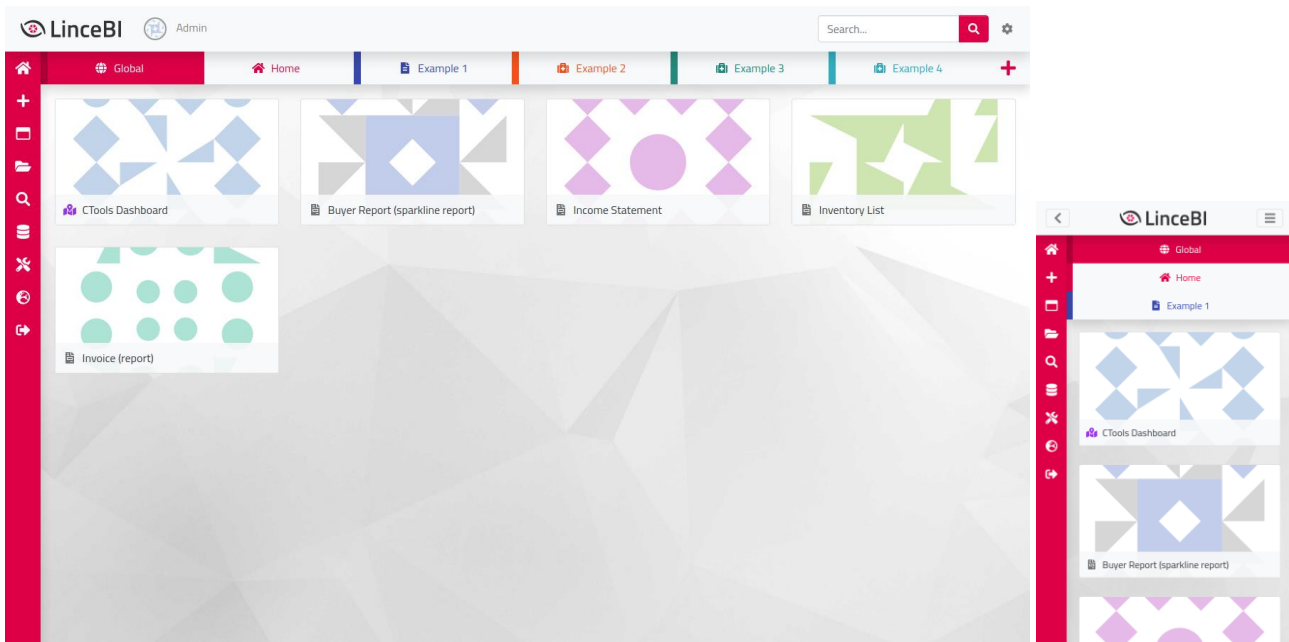 LinceBI
Admin
Search...
Global
Home
Example 1
Example 2
Example 3
Example 4
CTools Dashboard
Buyer Report (sparkline report)
Income Statement
Inventory List
Invoice (report)
LinceBI
Global
Home
Example 1
CTools Dashboard
Buyer Report (sparkline report)